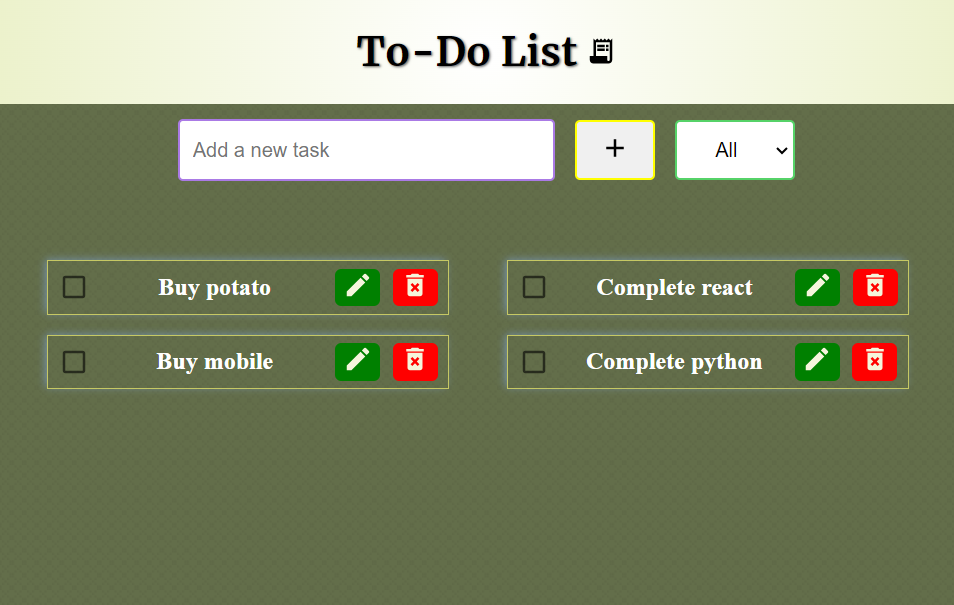 To-Do List
Add a new task
+
All
Buy potato
Complete react
Buy mobile
Complete python